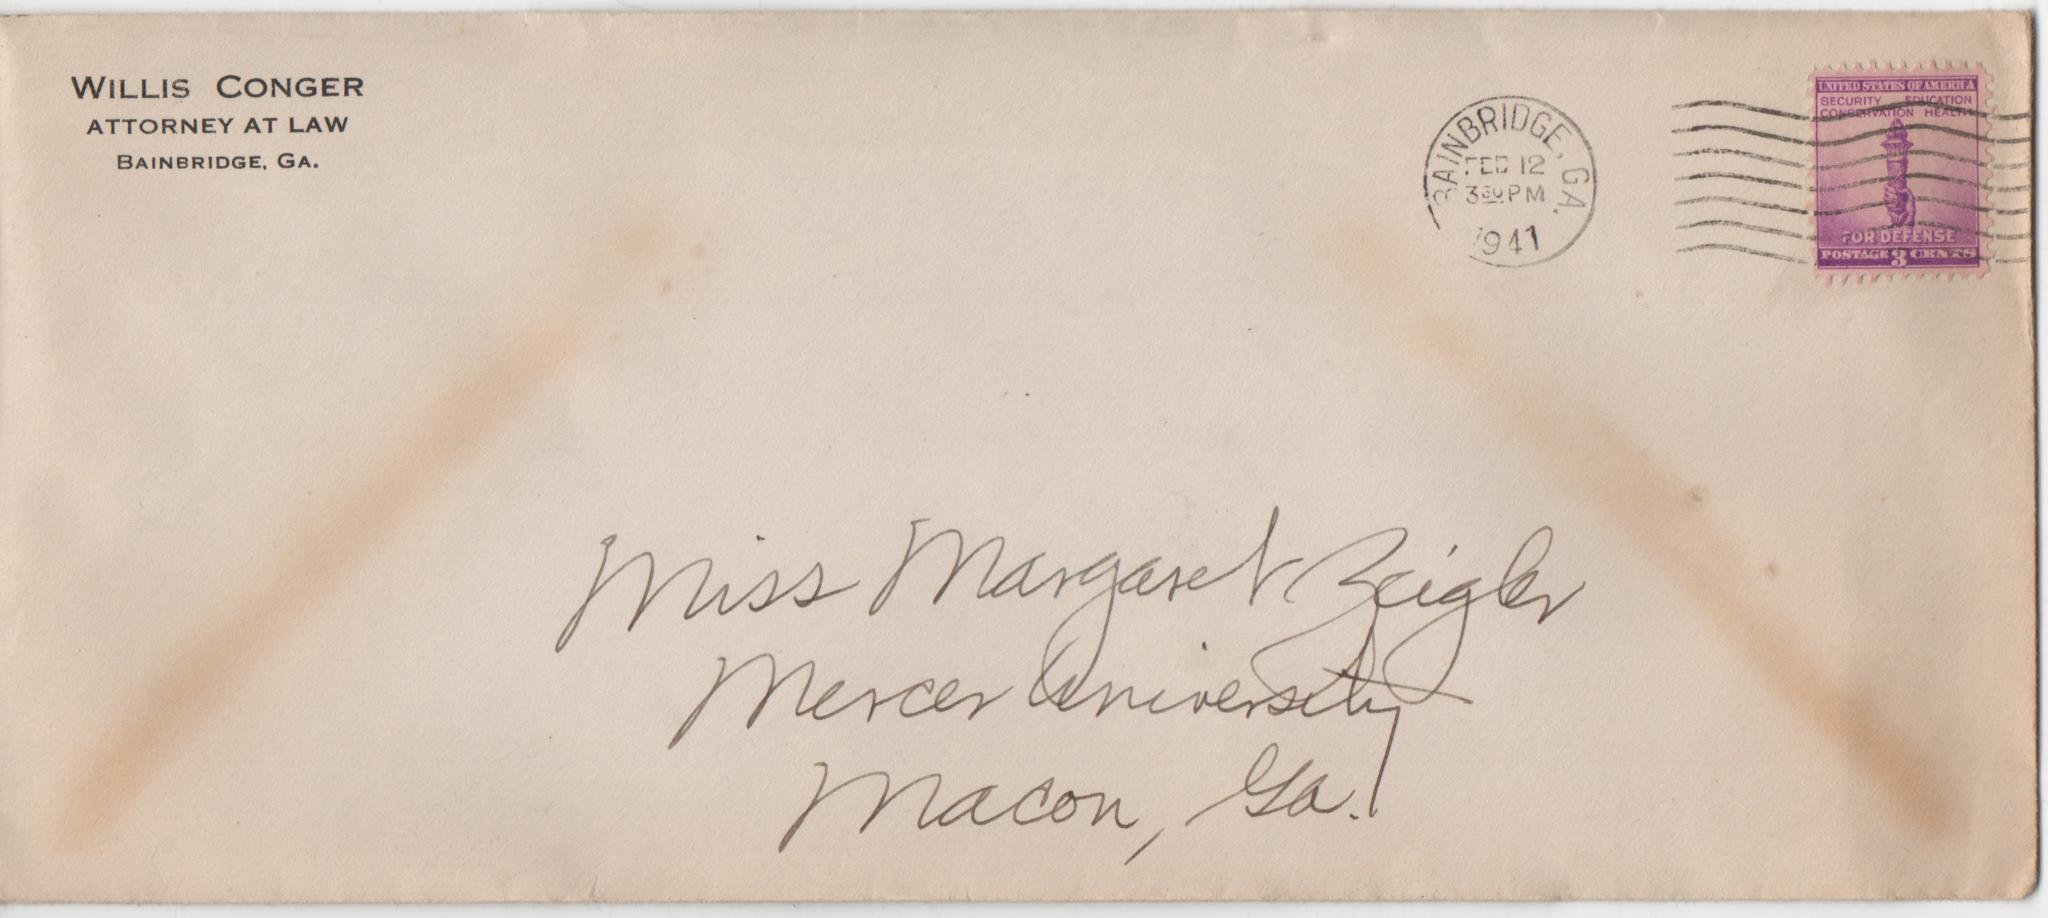 WILLIS CONGER
ATTORNEY AT LAW
BAINBRIDGE, GA.
BAINBRIDGE, GA.
FEB 12
3 30 PM
1941
UNITED STATES OF AMERICA
SECURITY EDUCATION
CONSERVATION HEALTH
FOR DEFENSE
POSTAGE 3 CENTS
Miss Margaret Zeigler
Mercer University
Macon, Ga.